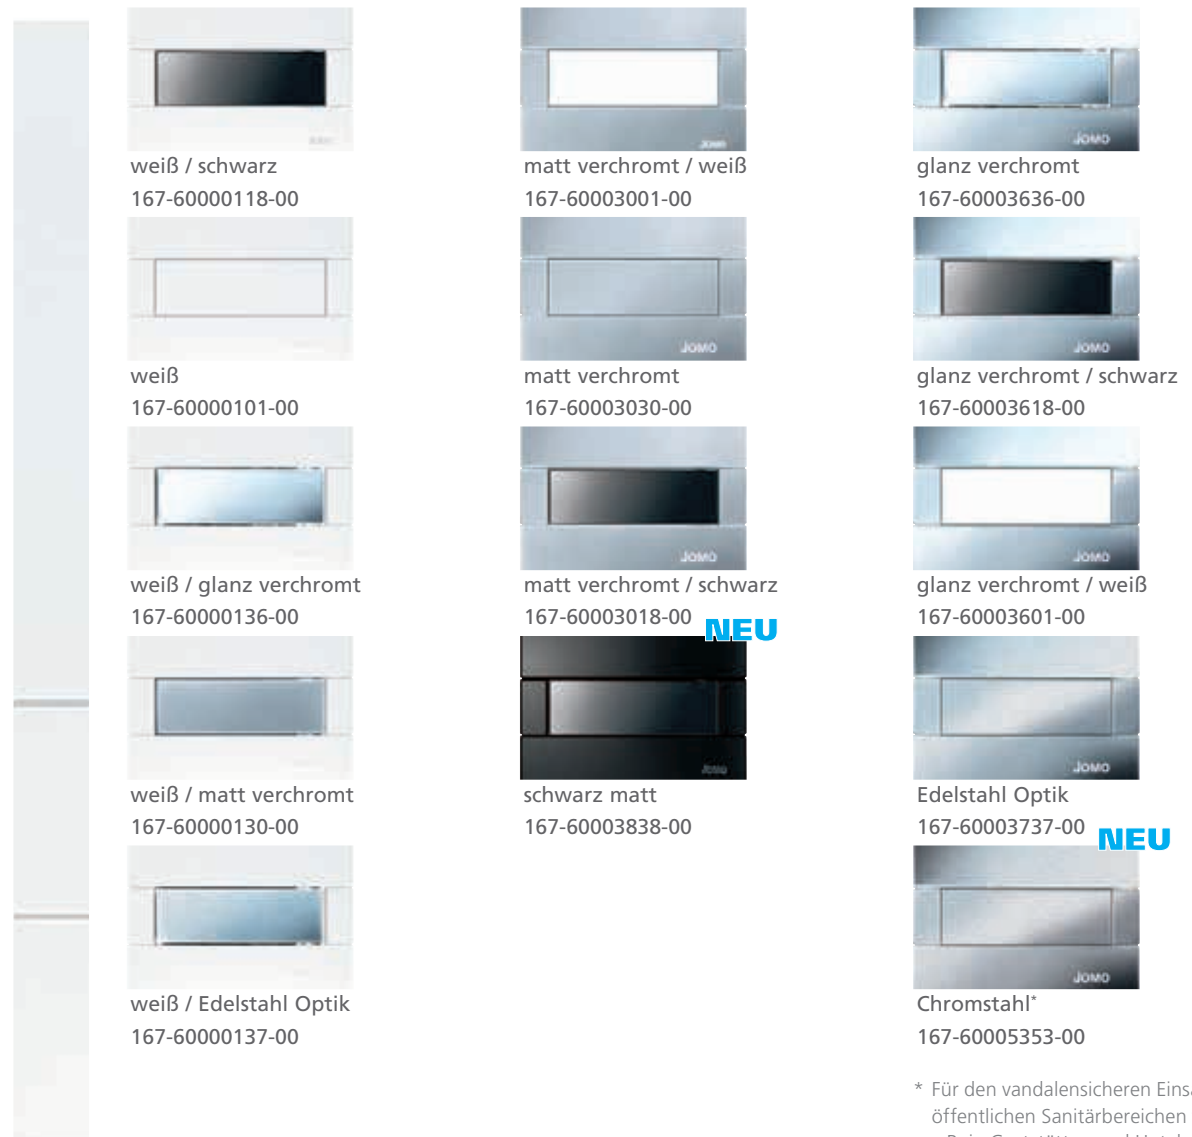 weiß / schwarz
167-60000118-00
weiß
167-60000101-00
weiß / glanz verchromt
167-60000136-00
weiß / matt verchromt
167-60000130-00
weiß / Edelstahl Optik
167-60000137-00
JOMO
matt verchromt / weiß
167-60003001-00
JOMO
matt verchromt
167-60003030-00
JOMO
matt verchromt / schwarz
167-60003018-00
NEU
JOMO
schwarz matt
167-60003838-00
JOMO
glanz verchromt
167-60003636-00
JOMO
glanz verchromt / schwarz
167-60003618-00
JOMO
glanz verchromt / weiß
167-60003601-00
JOMO
Edelstahl Optik
167-60003737-00
NEU
JOMO
Chromstahl*
167-60005353-00
* Für den vandalensicheren
öffentlichen Sanitärbereichen